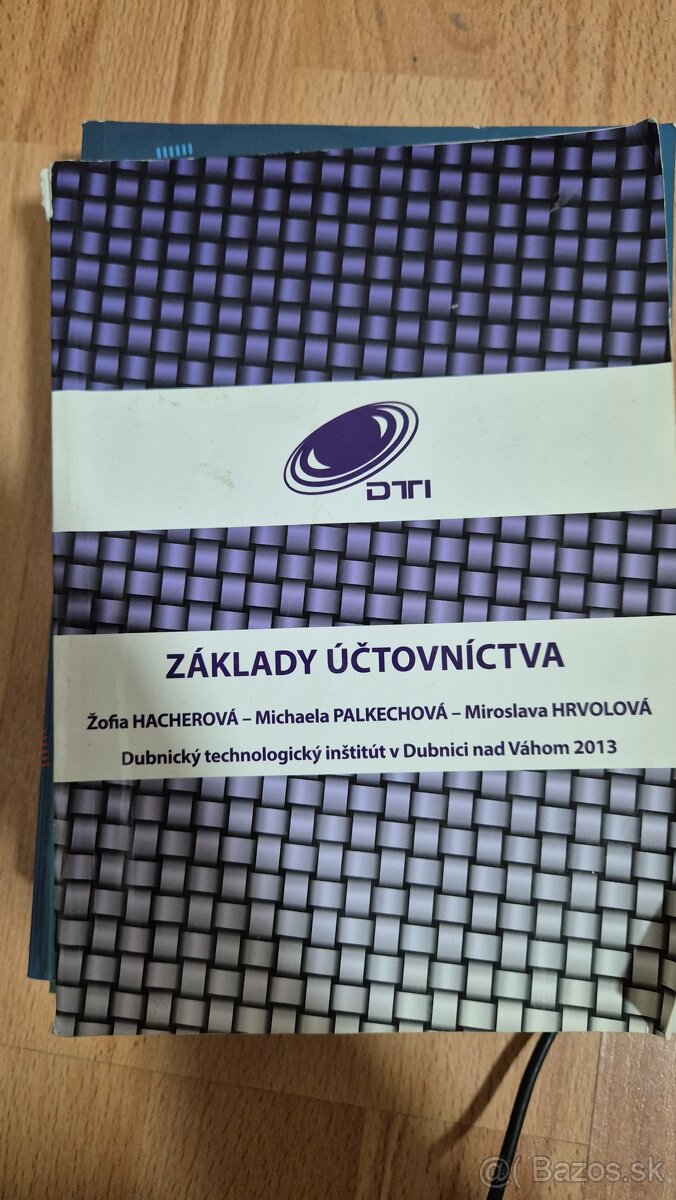 DTI
ZÁKLADY ÚČTOVNÍCTVA
Žofia HACHEROVÁ – Michaela PALKECHOVÁ – Miroslava HRVOLOVÁ
Dubnický technologický inštitút v Dubnici nad Váhom 2013
@ Bazos.sk